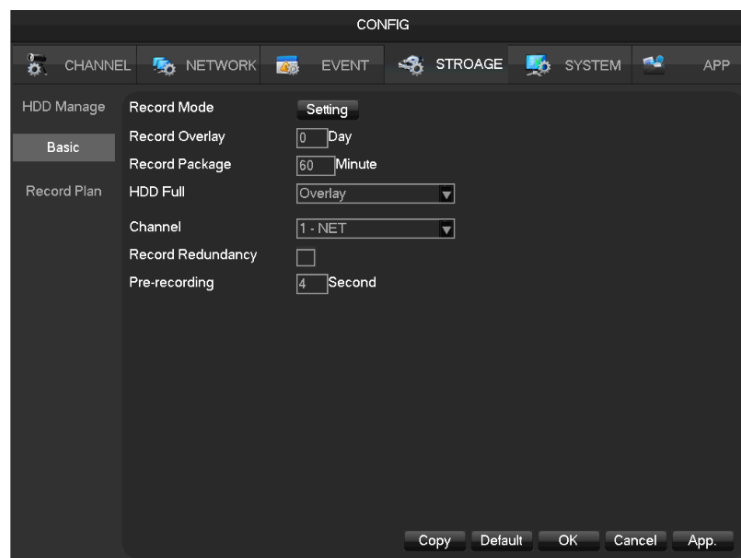 CONFIG
CHANNEL NETWORK EVENT STROAGE SYSTEM APP
HDD Manage
Basic
Record Plan
Record Mode Setting
Record Overlay 0 Day
Record Package 60 Minute
HDD Full Overlay
Channel 1 - NET
Record Redundancy
Pre-recording 4 Second
Copy Default OK Cancel App.